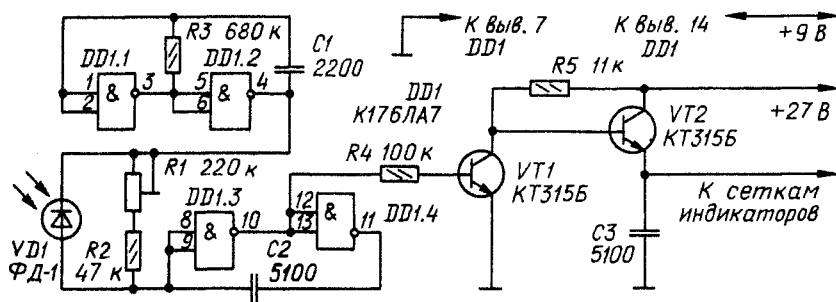 R3 680 к
DD1.1
DD1.2
C1
2200
1
2
&
3
5
6
&
4
К выв. 7
DD1
К выв. 14
DD1
+9 В
R5 11 к
DD1
К176ЛА7
VT2
КТ315Б
+27 В
R1 220 к
R4 100 к
VT1
КТ315Б
DD1.3
8
9
&
10
12
13
&
11
DD1.4
К сеткам
индикаторов
VD1
ФД-1
R2
47 к
C2
5100
C3
5100